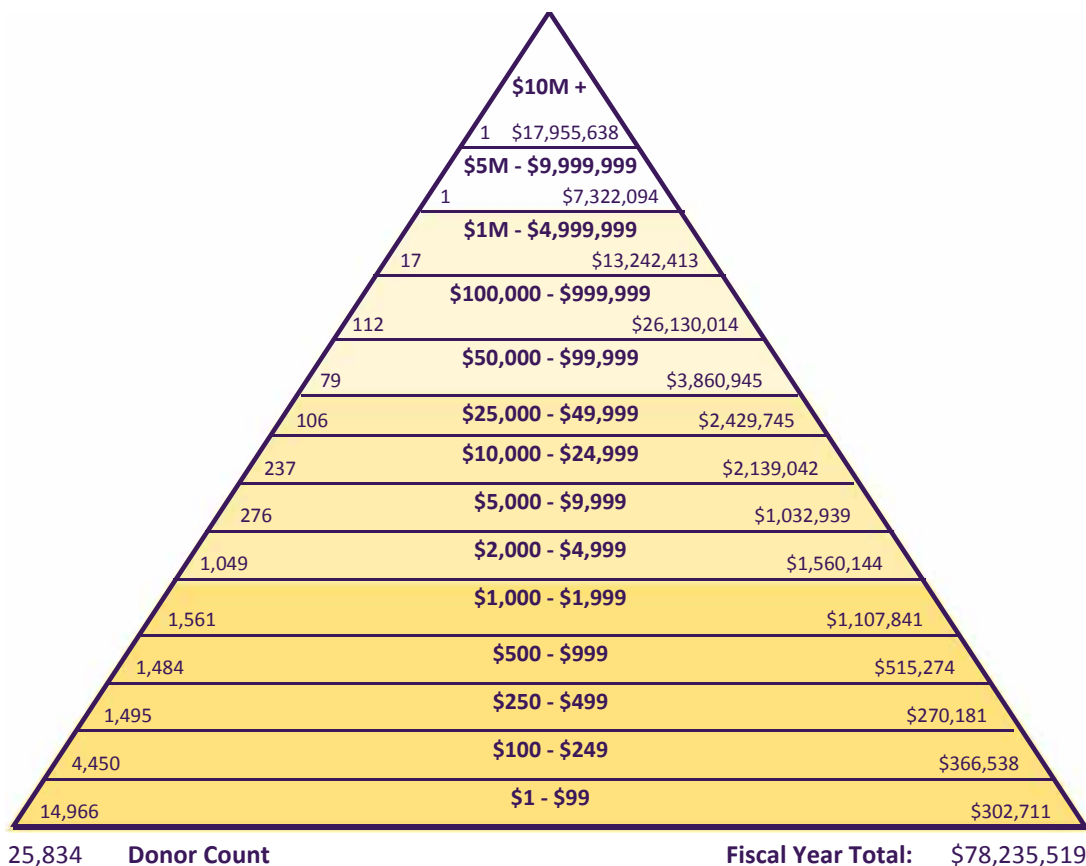 $10M +
1 $17,955,638
$5M - $9,999,999
1 $7,322,094
$1M - $4,999,999
17 $13,242,413
$100,000 - $999,999
112 $26,130,014
$50,000 - $99,999
79 $3,860,945
$25,000 - $49,999
106 $2,429,745
$10,000 - $24,999
237 $2,139,042
$5,000 - $9,999
276 $1,032,939
$2,000 - $4,999
1,049 $1,560,144
$1,000 - $1,999
1,561 $1,107,841
$500 - $999
1,484 $515,274
$250 - $499
1,495 $270,181
$100 - $249
4,450 $366,538
$1 - $99
14,966 $302,711
25,834 Donor Count Fiscal Year Total: $78,235,519